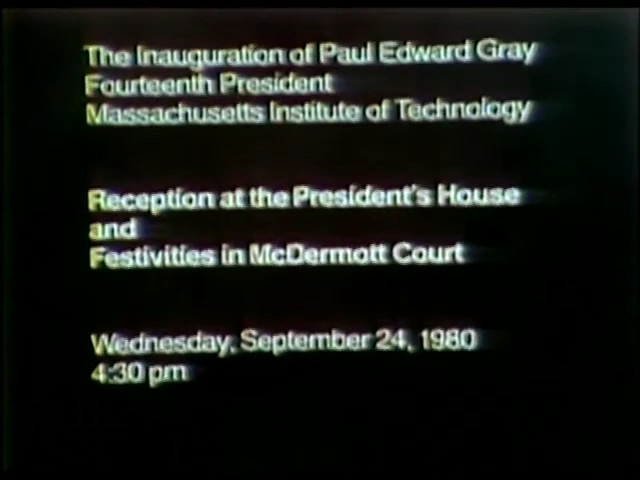 The Inauguration of Paul Edward Gray
Fourteenth President
Massachusetts Institute of Technology
Reception at the President's House
and
Festivities in McDermott Court
Wednesday, September 24, 1980
4:30 pm